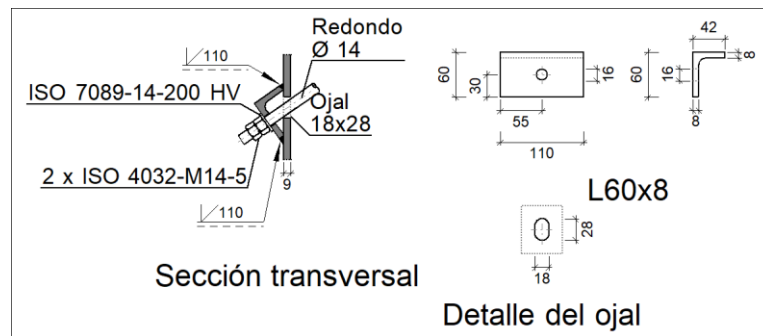 110
Redondo
Ø 14
ISO 7089-14-200 HV
Ojal
18x28
2 x ISO 4032-M14-5
9
110
Sección transversal
60
30
16
55
110
42
8
60
16
8
L60x8
28
18
Detalle del ojal